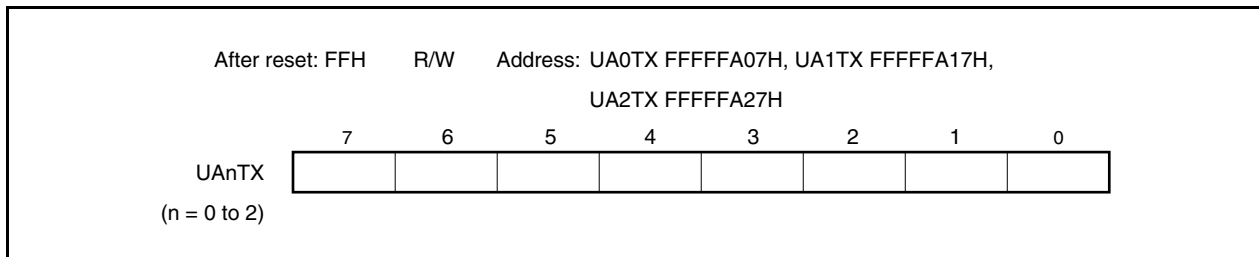 After reset: FFH R/W Address: UA0TX FFFFFA07H, UA1TX FFFFFA17H,
UA2TX FFFFFA27H
7 6 5 4 3 2 1 0
UAnTX
(n = 0 to 2)